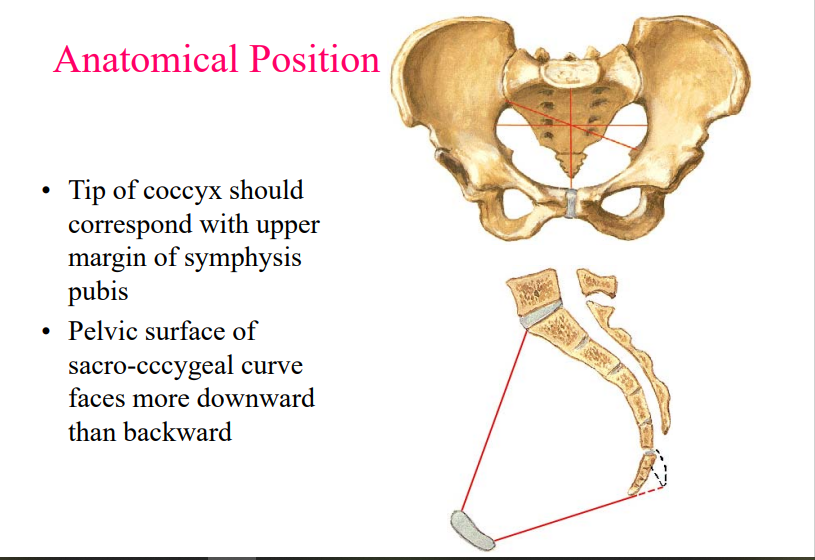 Anatomical Position
• Tip of coccyx should
correspond with upper
margin of symphysis
pubis
• Pelvic surface of
sacro-cccygeal curve
faces more downward
than backward